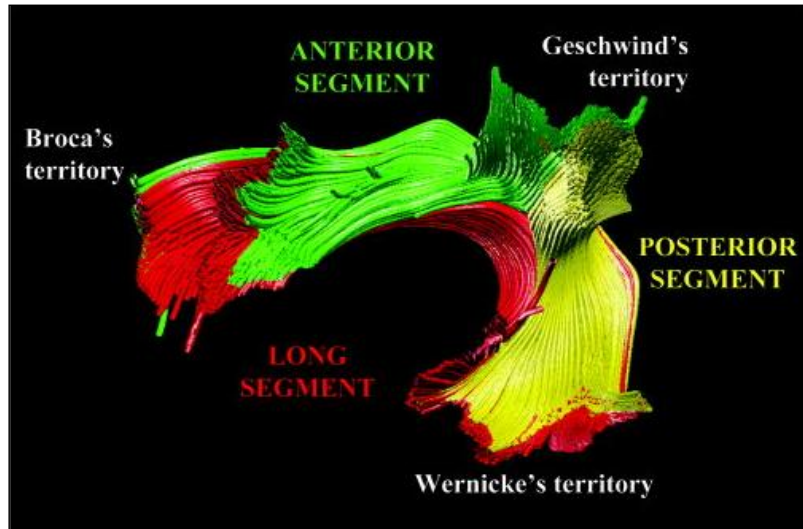 ANTERIOR
SEGMENT
Geschwind's
territory
Broca's
territory
POSTERIOR
SEGMENT
LONG
SEGMENT
Wernicke's territory